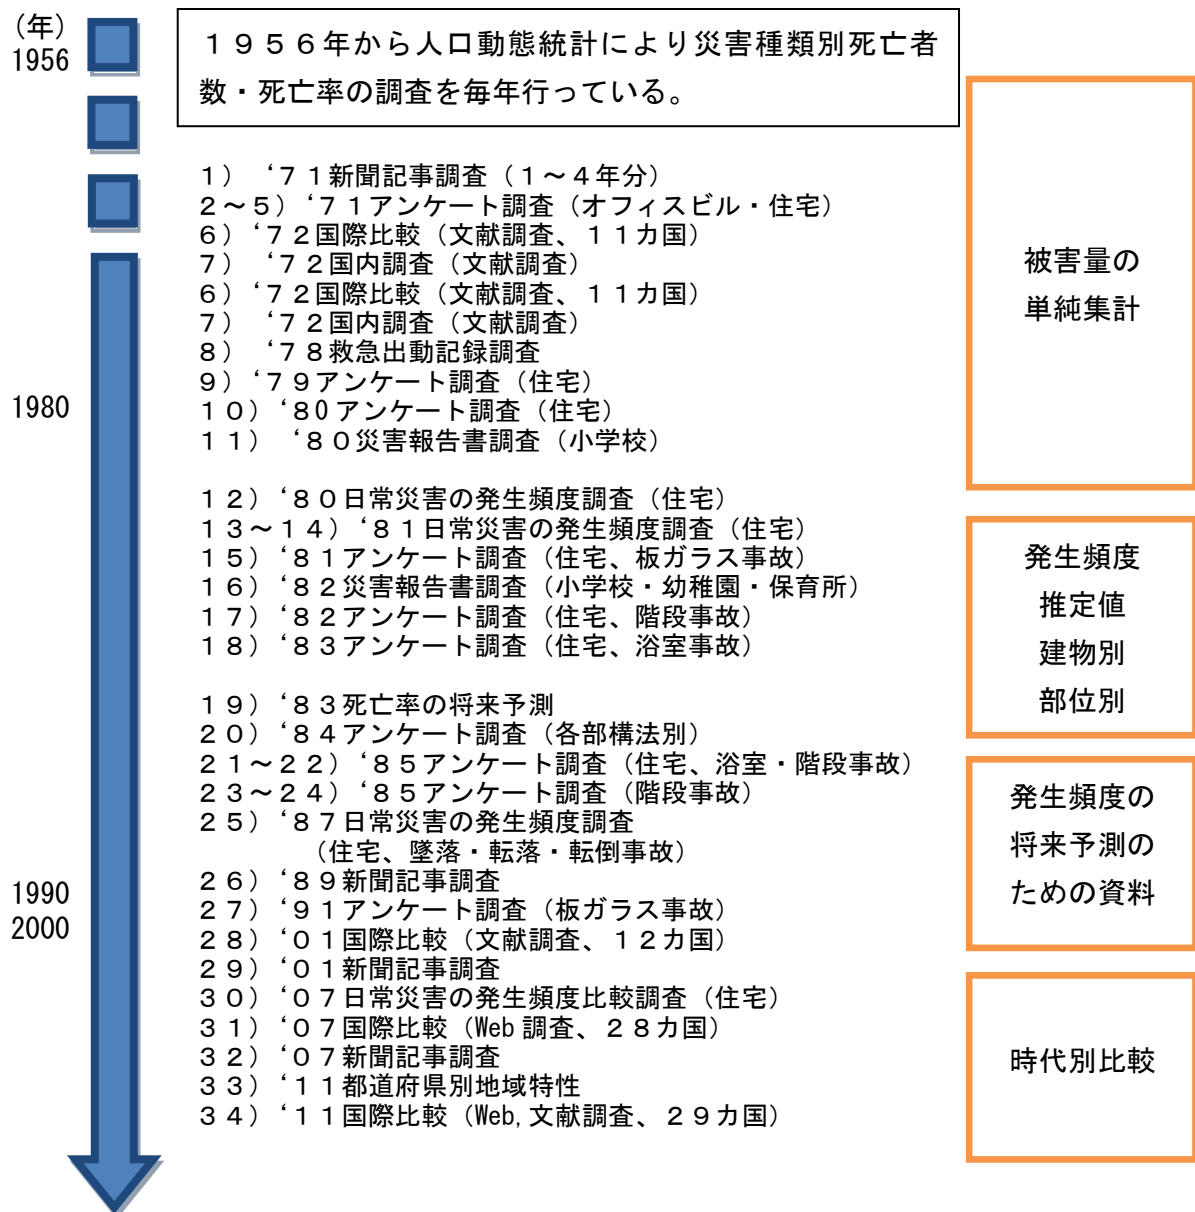 (年)
1956
１９５６年から人口動態統計により災害種類別死亡者
数・死亡率の調査を毎年行っている。
１） ‘７１新聞記事調査（１～４年分）
２～５）‘７１アンケート調査（オフィスビル・住宅）
６）‘７２国際比較（文献調査、１１カ国）
７） ‘７２国内調査（文献調査）
６）‘７２国際比較（文献調査、１１カ国）
７） ‘７２国内調査（文献調査）
８） ‘７８救急出動記録調査
９）‘７９アンケート調査（住宅）
1980
１０）‘８0アンケート調査（住宅）
１１） ‘８０災害報告書調査（小学校）
１２）‘８０日常災害の発生頻度調査（住宅）
１３～１４）‘８１日常災害の発生頻度調査（住宅）
１５）‘８１アンケート調査（住宅、板ガラス事故）
１６）‘８２災害報告書調査（小学校・幼稚園・保育所）
１７）‘８２アンケート調査（住宅、階段事故）
１８）‘８３アンケート調査（住宅、浴室事故）
１９）‘８３死亡率の将来予測
２０）‘８４アンケート調査（各部構法別）
２１～２２）‘８５アンケート調査（住宅、浴室・階段事故）
２３～２４）‘８５アンケート調査（階段事故）
２５）‘８７日常災害の発生頻度調査
（住宅、墜落・転落・転倒事故）
２６）‘８９新聞記事調査
1990
２７）‘９１アンケート調査（板ガラス事故）
2000
２８）‘０１国際比較（文献調査、１２カ国）
２９）‘０１新聞記事調査
３０）‘０７日常災害の発生頻度比較調査（住宅）
３１）‘０７国際比較（Web 調査、２８カ国）
３２）‘０７新聞記事調査
３３）‘１１都道府県別地域特性
３４）‘１１国際比較（Web,文献調査、２９カ国）
被害量の
単純集計
発生頻度
推定値
建物別
部位別
発生頻度の
将来予測の
ための資料
時代別比較